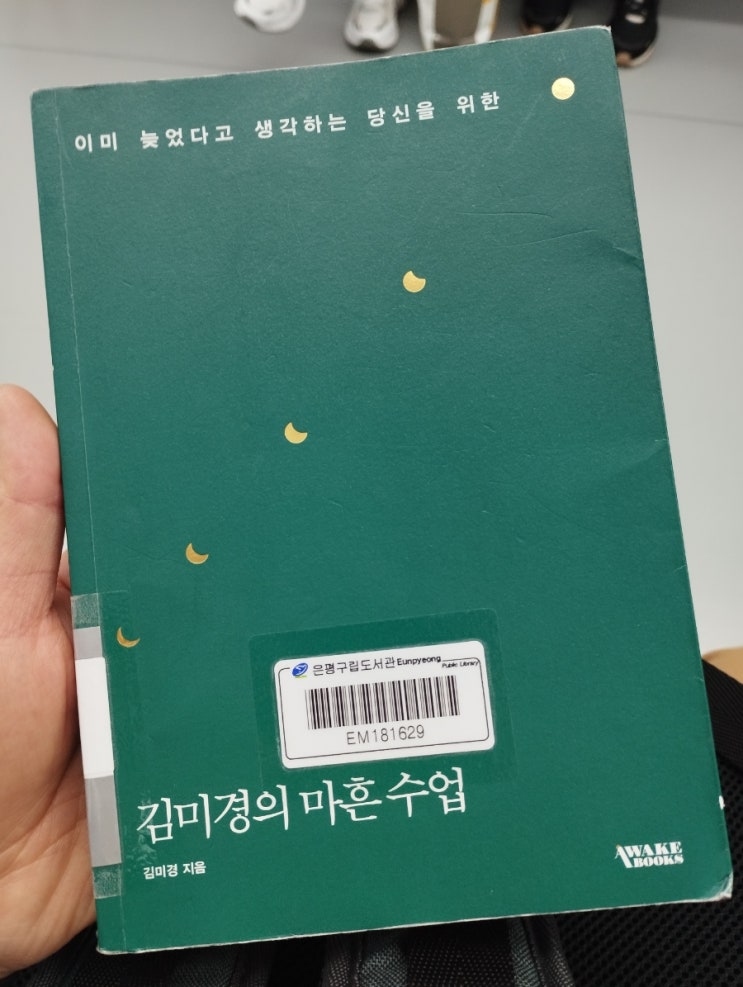 이미 늦었다고 생각하는 당신을 위한
은평구립도서관 Eunpyeong Public Library
EM181629
김미경의 마흔 수업
김미경 지음
AWAKE
BOOKS